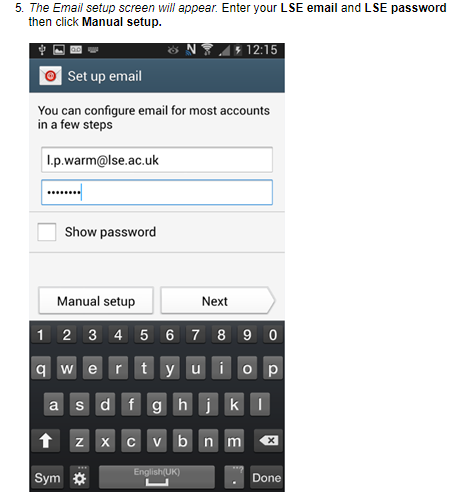 5. The Email setup screen will appear. Enter your LSE email and LSE password
then click Manual setup.
12:15
Set up email
You can configure email for most accounts
in a few steps
l.p.warm@lse.ac.uk
••••••••
Show password
Manual setup Next
1 2 3 4 5 6 7 8 9 0
q w e r t y u i o p
a s d f g h j k l
z x c v b n m
Sym English(UK) . Done